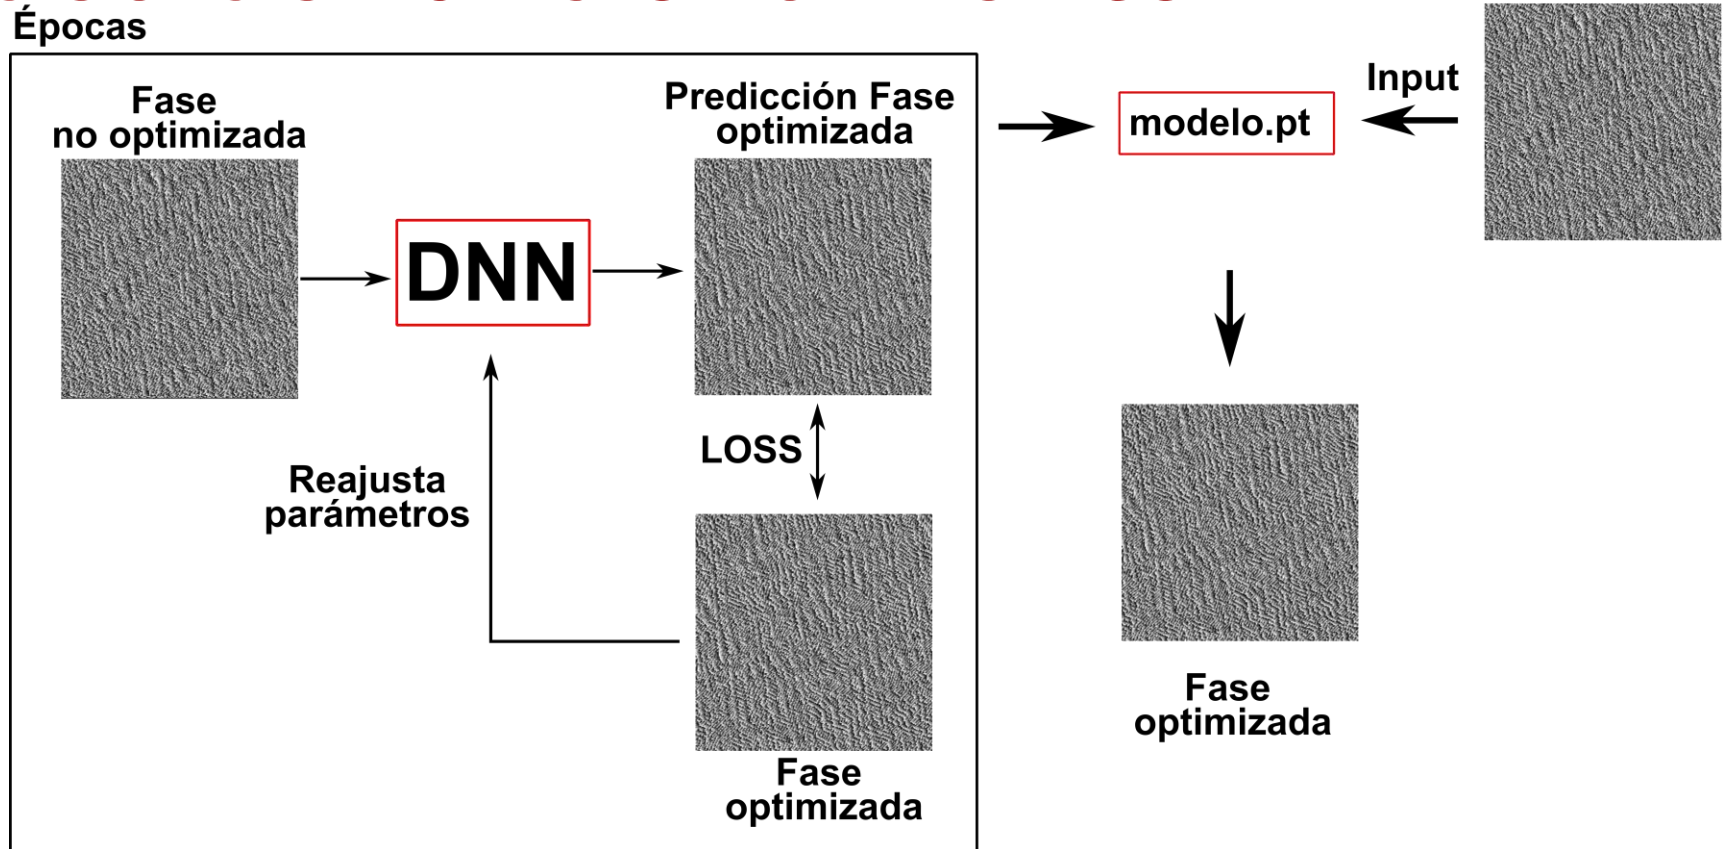 Épocas
Fase
no optimizada
DNN
Predicción Fase
optimizada
LOSS
Reajusta
parámetros
Fase
optimizada
modelo.pt
Input
Fase
optimizada